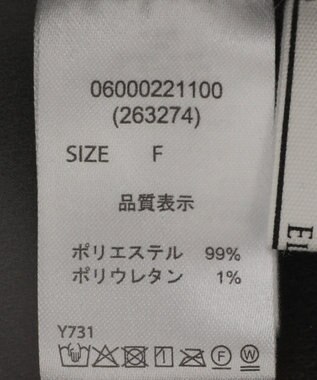 06000221100
(263274)
SIZE F
品質表示
ポリエステル 99%
ポリウレタン 1%
Y731
F W